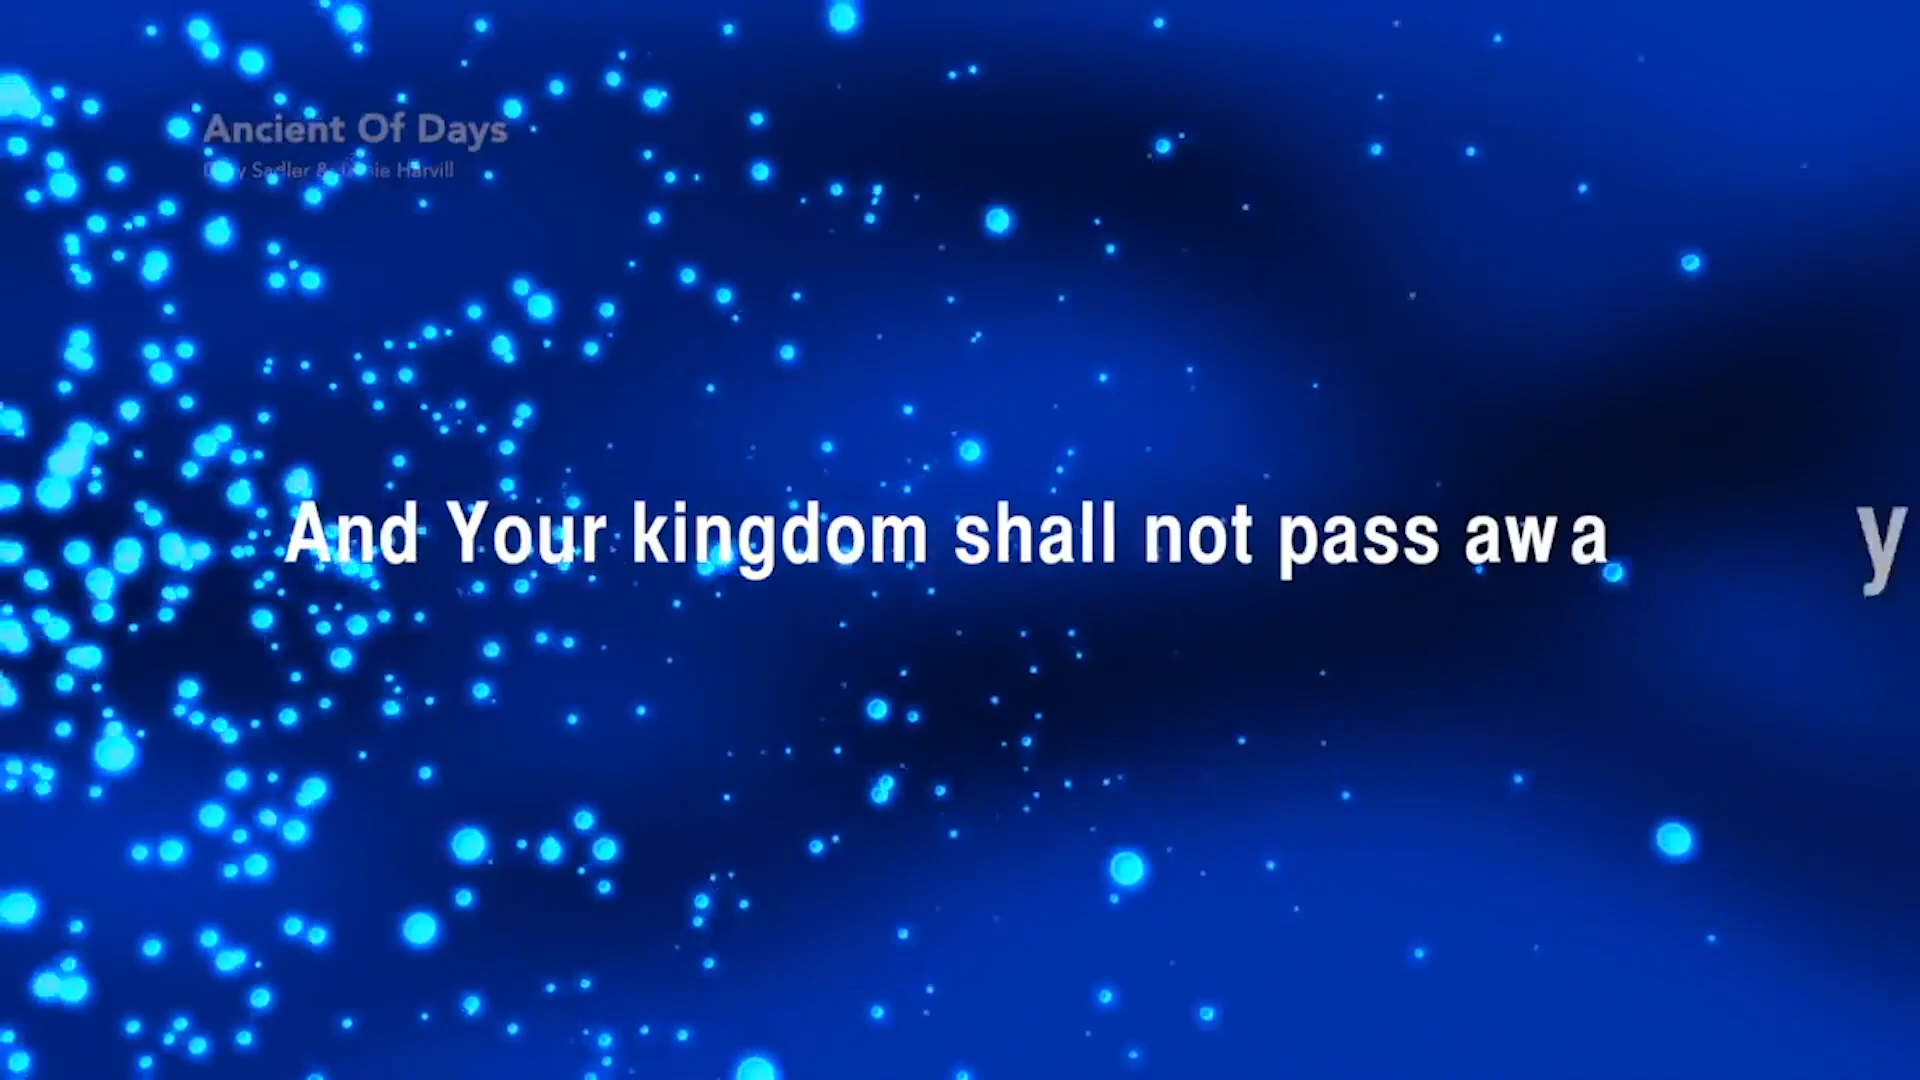 Ancient Of Days
Sadler & Harvill
And Your kingdom shall not pass away